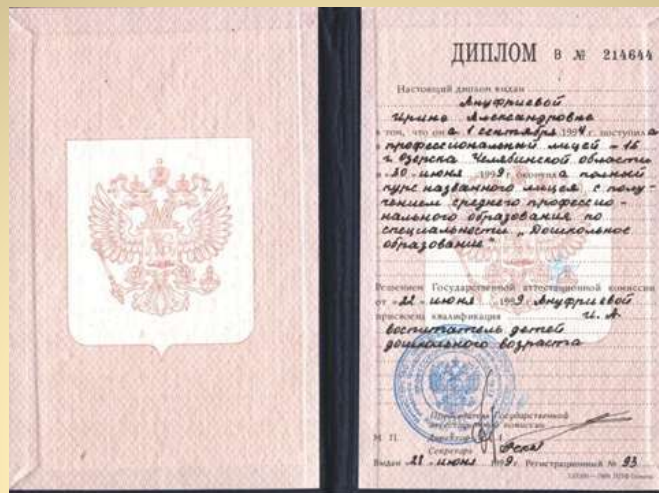 ДИПЛОМ В № 214644
Настоящий диплом выдан
Ануфриевой
Ирине Александровне
в том, что она 1 сентября 1994 г. поступила
в профессиональный лицей - 16
г. Озерска Челябинской области
и 30 июня 1999 г. окончила полный
курс названного лицея с полу-
чением среднего профессио-
нального образования по
специальности „Дошкольное
образование"
Решением Государственной аттестационной комиссии
от 22 июня 1999 г. Ануфриевой
присвоена квалификация И. А
воспитатель детей
дошкольного возраста
Председатель Государственной
аттестационной комиссии
М. П. Директор
Секретарь
Выдан июня 1999 г. Регистрационный № 93